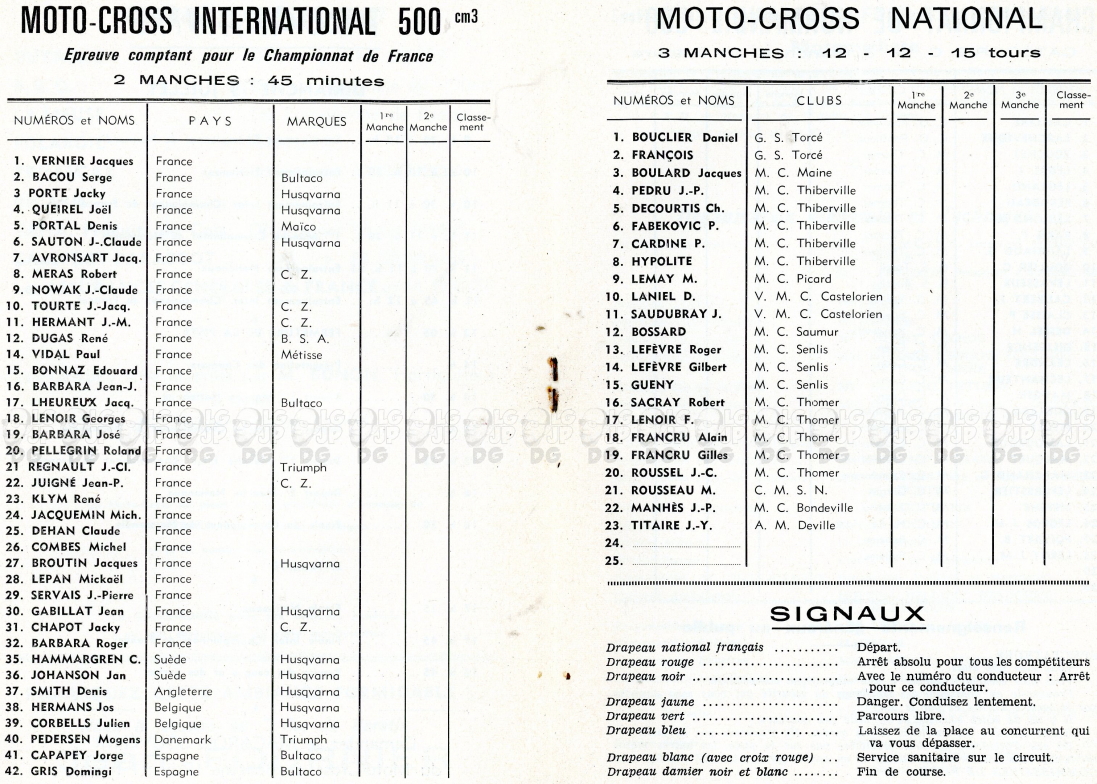 MOTO-CROSS INTERNATIONAL 500 cm3
Epreuve comptant pour le Championnat de France
2 MANCHES : 45 minutes
NUMÉROS et NOMS PAYS MARQUES 1re Manche 2e Manche Classe-ment
1. VERNIER Jacques France
2. BACOU Serge France Bultaco
3 PORTE Jacky France Husqvarna
4. QUEIREL Joël France Husqvarna
5. PORTAL Denis France Maïco
6. SAUTON J-.Claude France Husqvarna
7. AVRONSART Jacq. France
8. MERAS Robert France C. Z.
9. NOWAK J.-Claude France
10. TOURTE J.-Jacq. France C. Z.
11. HERMANT J.-M. France C. Z.
12. DUGAS René France B. S. A.
14. VIDAL Paul France Métisse
15. BONNAZ Edouard France
16. BARBARA Jean-J. France
17. LHEUREUX Jacq. France Bultaco
18. LENOIR Georges France
19. BARBARA José France
20. PELLEGRIN Roland France
21 REGNAULT J.-Cl. France Triumph
22. JUIGNÉ Jean-P. France C. Z.
23. KLYM René France
24. JACQUEMIN Mich. France
25. DEHAN Claude France
26. COMBES Michel France
27. BROUTIN Jacques France Husqvarna
28. LEPAN Mickaël France
29. SERVAIS J.-Pierre France
30. GABILLAT Jean France Husqvarna
31. CHAPOT Jacky France C. Z.
32. BARBARA Roger France
35. HAMMARGREN C. Suède Husqvarna
36. JOHANSON Jan Suède Husqvarna
37. SMITH Denis Angleterre Husqvarna
38. HERMANS Jos Belgique Husqvarna
39. CORBELLS Julien Belgique Husqvarna
40. PEDERSEN Mogens Danemark Triumph
41. CAPAPEY Jorge Espagne Bultaco
42. GRIS Domingi Espagne Bultaco
MOTO-CROSS NATIONAL
3 MANCHES : 12 - 12 - 15 tours
NUMÉROS et NOMS CLUBS 1re Manche 2e Manche 3e Manche Classe-ment
1. BOUCLIER Daniel G. S. Torcé
2. FRANÇOIS G. S. Torcé
3. BOULARD Jacques M. C. Maine
4. PEDRU J.-P. M. C. Thiberville
5. DECOURTIS Ch. M. C. Thiberville
6. FABEKOVIC P. M. C. Thiberville
7. CARDINE P. M. C. Thiberville
8. HYPOLITE M. C. Thiberville
9. LEMAY M. M. C. Picard
10. LANIEL D. V. M. C. Castelorien
11. SAUDUBRAY J. V. M. C. Castelorien
12. BOSSARD M. C. Saumur
13. LEFÈVRE Roger M. C. Senlis
14. LEFÈVRE Gilbert M. C. Senlis
15. GUENY M. C. Senlis
16. SACRAY Robert M. C. Thomer
17. LENOIR F. M. C. Thomer
18. FRANCRU Alain M. C. Thomer
19. FRANCRU Gilles M. C. Thomer
20. ROUSSEL J.-C. M. C. Thomer
21. ROUSSEAU M. C. M. S. N.
22. MANHÈS J.-P. M. C. Bondeville
23. TITAIRE J.-Y. A. M. Deville
24. ....................
25. ....................
SIGNAUX
Drapeau national français .......... Départ.
Drapeau rouge .................... Arrêt absolu pour tous les compétiteurs
Drapeau noir ..................... Avec le numéro du conducteur : Arrêt
pour ce conducteur.
Drapeau jaune .................... Danger. Conduisez lentement.
Drapeau vert ..................... Parcours libre.
Drapeau bleu ..................... Laissez de la place au concurrent qui
va vous dépasser.
Drapeau blanc (avec croix rouge) ... Service sanitaire sur le circuit.
Drapeau damier noir et blanc ....... Fin de course.